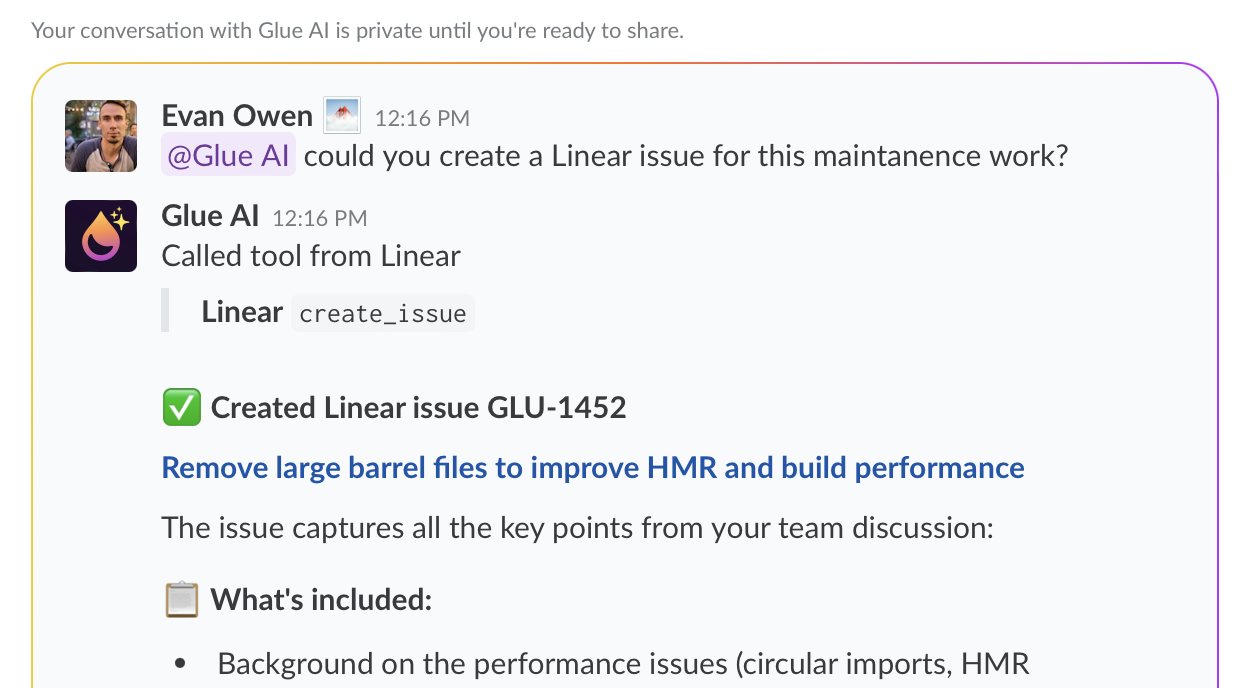 Your conversation with Glue AI is private until you're ready to share.
Evan Owen 12:16 PM
@Glue AI could you create a Linear issue for this maintanence work?
Glue AI 12:16 PM
Called tool from Linear
Linear create_issue
✅ Created Linear issue GLU-1452
Remove large barrel files to improve HMR and build performance
The issue captures all the key points from your team discussion:
📋 What's included:
• Background on the performance issues (circular imports, HMR